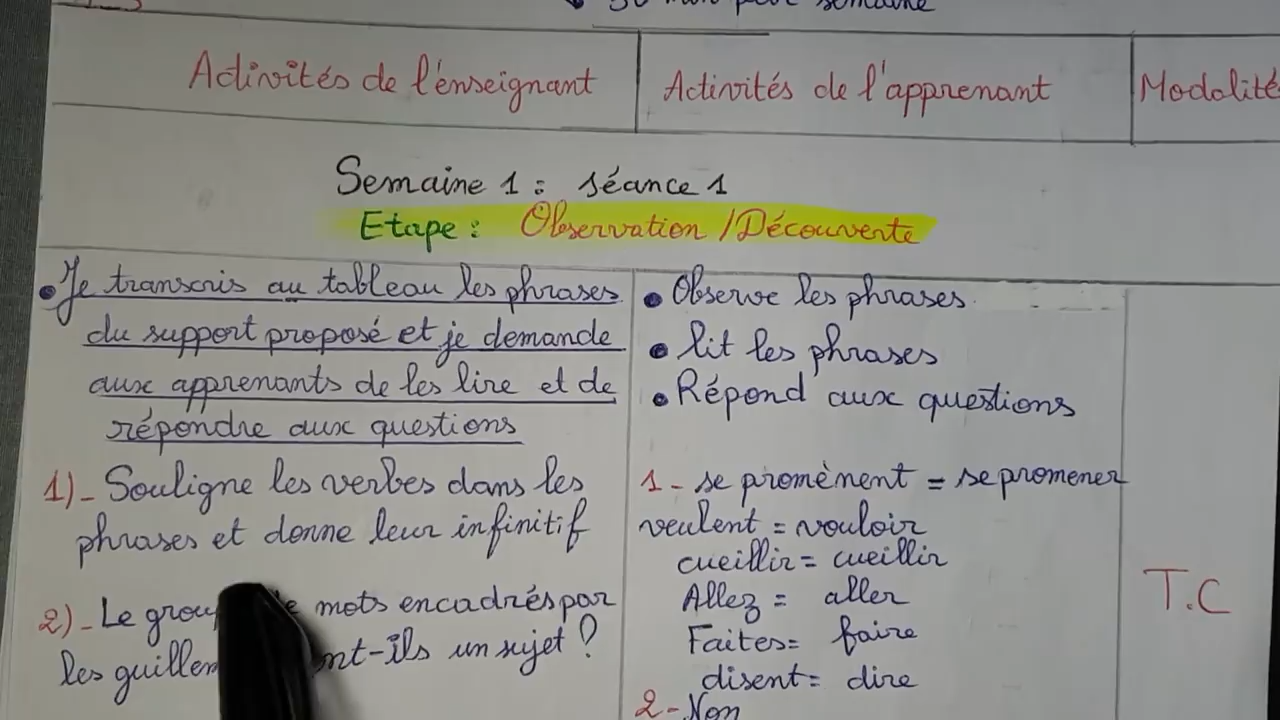 30 min par semaine
Activités de l'enseignant
Activités de l'apprenant
Modalité
Semaine 1 : séance 1
Etape : Observation / Découverte
• Je transcris au tableau les phrases
du support proposé et je demande
aux apprenants de les lire et de
répondre aux questions
1)- Souligne les verbes dans les
phrases et donne leur infinitif
2)- Le mots encadrés par
les un sujet ?
• Observe les phrases
• lit les phrases
• Répond aux questions
1- se promènent = se promener
veulent = vouloir
cueillir = cueillir
Allez = aller
Faites = faire
disent = dire
2- Non
T.C